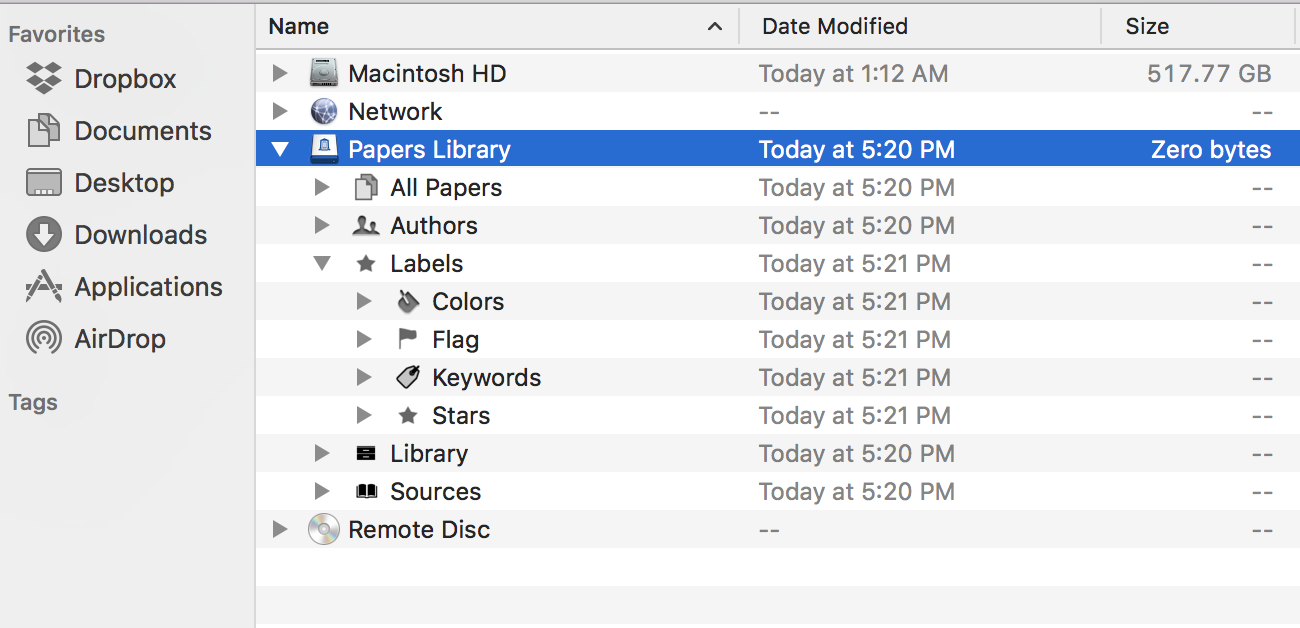 Favorites
Dropbox
Documents
Desktop
Downloads
Applications
AirDrop
Tags
Name Date Modified Size
Macintosh HD Today at 1:12 AM 517.77 GB
Network -- --
Papers Library Today at 5:20 PM Zero bytes
All Papers Today at 5:20 PM --
Authors Today at 5:20 PM --
Labels Today at 5:21 PM --
Colors Today at 5:21 PM --
Flag Today at 5:21 PM --
Keywords Today at 5:21 PM --
Stars Today at 5:21 PM --
Library Today at 5:20 PM --
Sources Today at 5:20 PM --
Remote Disc -- --